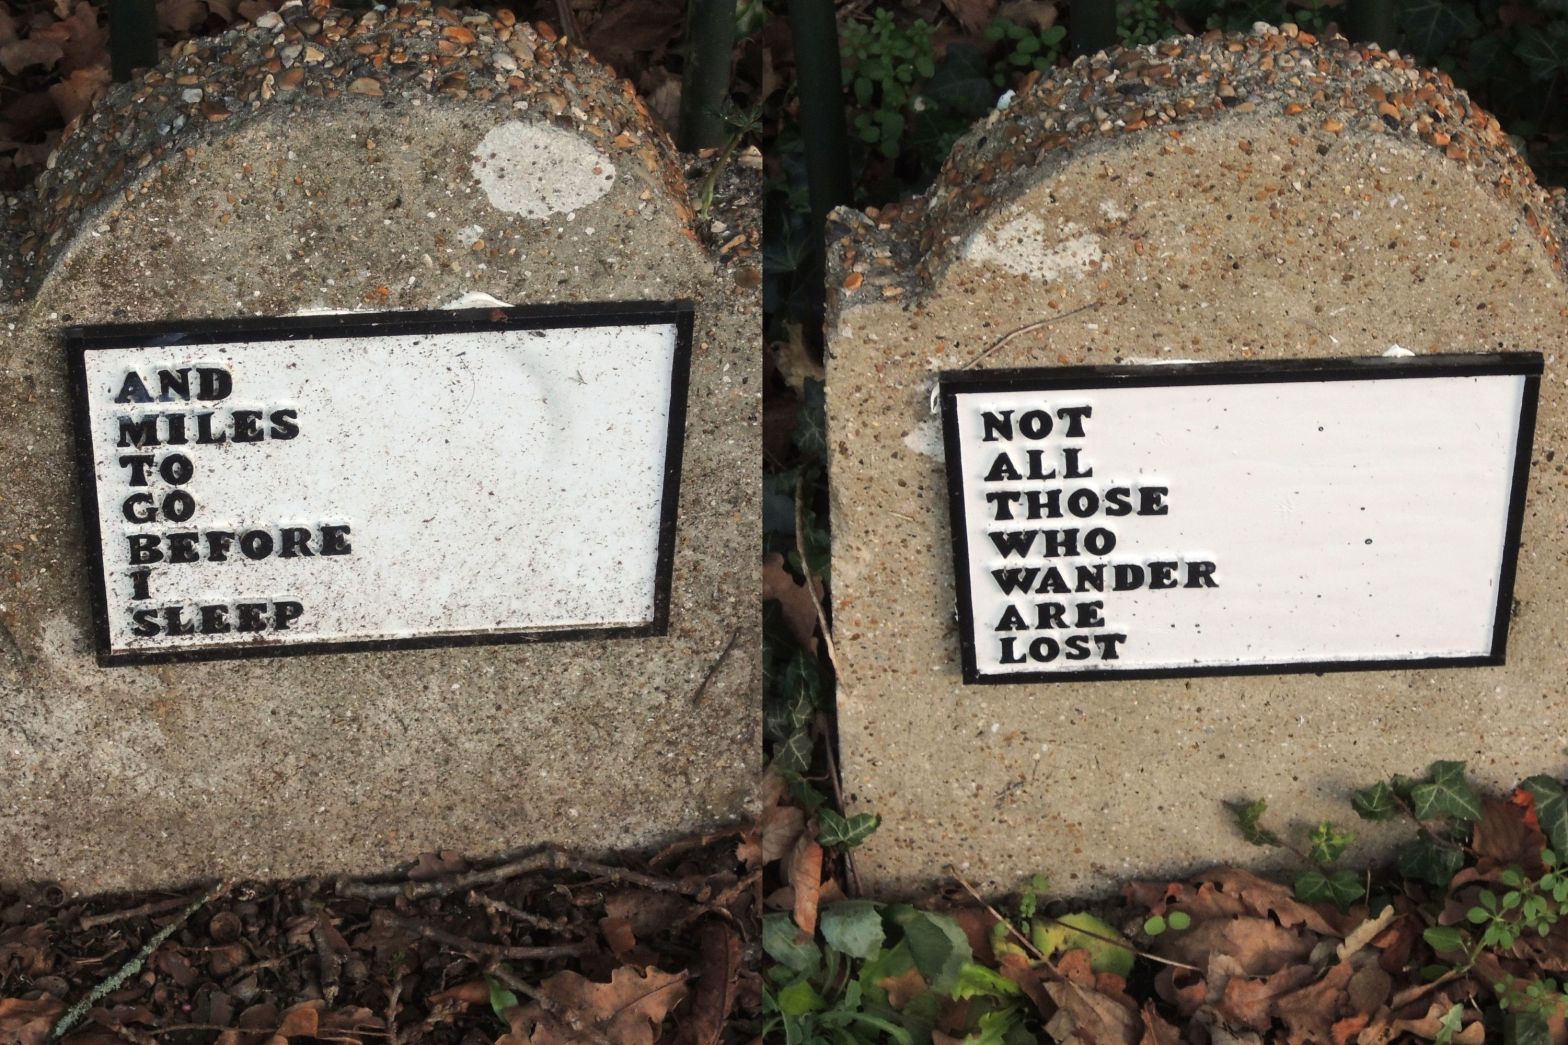 AND
MILES
TO
GO
BEFORE
I
SLEEP
NOT
ALL
THOSE
WHO
WANDER
ARE
LOST